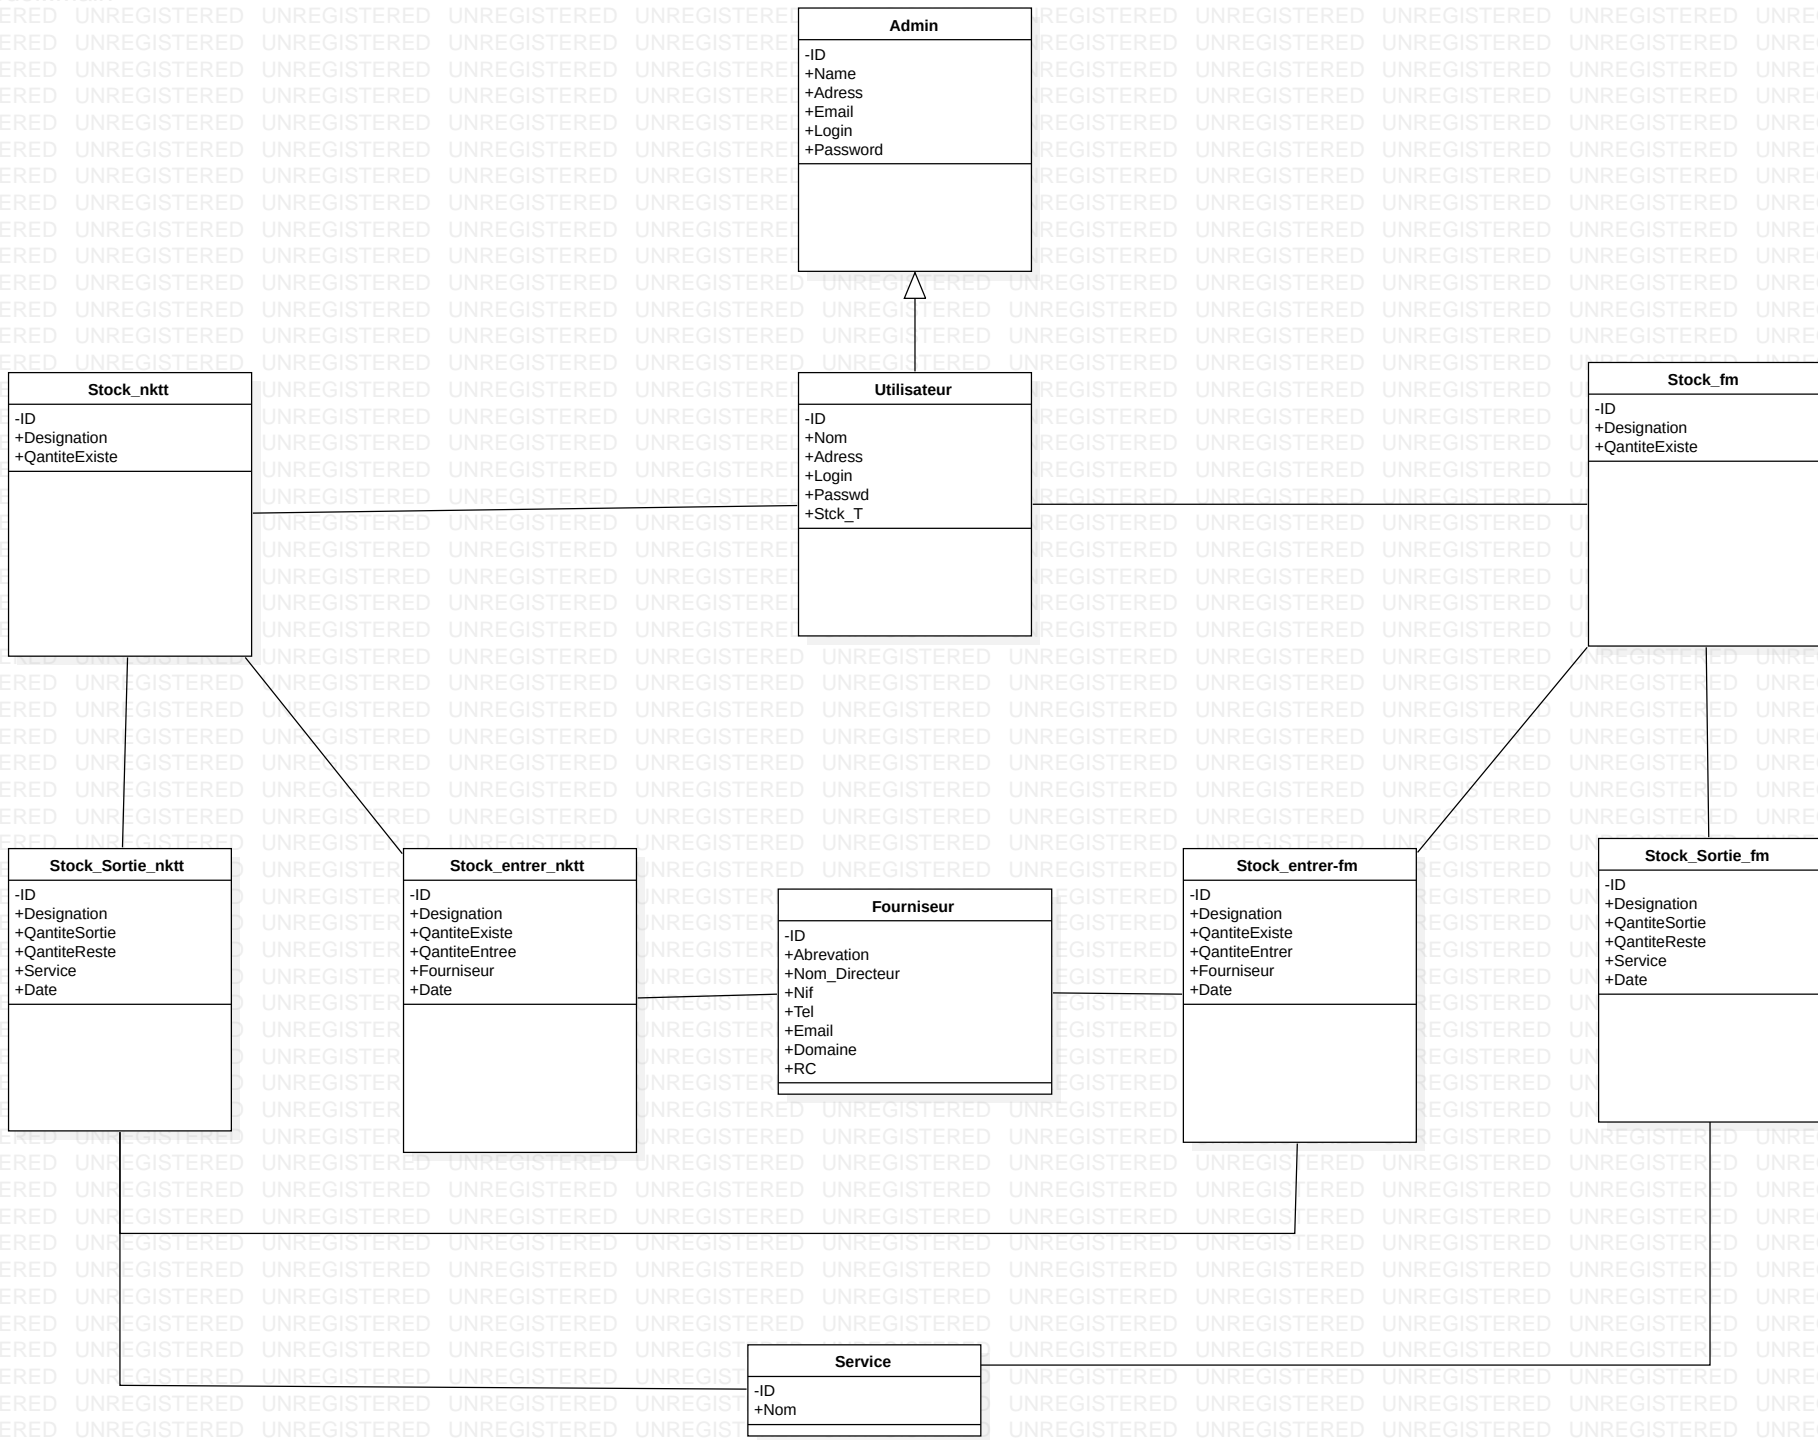 Admin
-ID
+Name
+Adress
+Email
+Login
+Password
Stock_nktt
-ID
+Designation
+QantiteExiste
Utilisateur
-ID
+Nom
+Adress
+Login
+Passwd
+Stck_T
Stock_fm
-ID
+Designation
+QantiteExiste
Stock_Sortie_nktt
-ID
+Designation
+QantiteSortie
+QantiteReste
+Service
+Date
Stock_entrer_nktt
-ID
+Designation
+QantiteExiste
+QantiteEntree
+Fourniseur
+Date
Fourniseur
-ID
+Abrevation
+Nom_Directeur
+Nif
+Tel
+Email
+Domaine
+RC
Stock_entrer-fm
-ID
+Designation
+QantiteExiste
+QantiteEntrer
+Fourniseur
+Date
Stock_Sortie_fm
-ID
+Designation
+QantiteSortie
+QantiteReste
+Service
+Date
Service
-ID
+Nom
UNREGISTERED